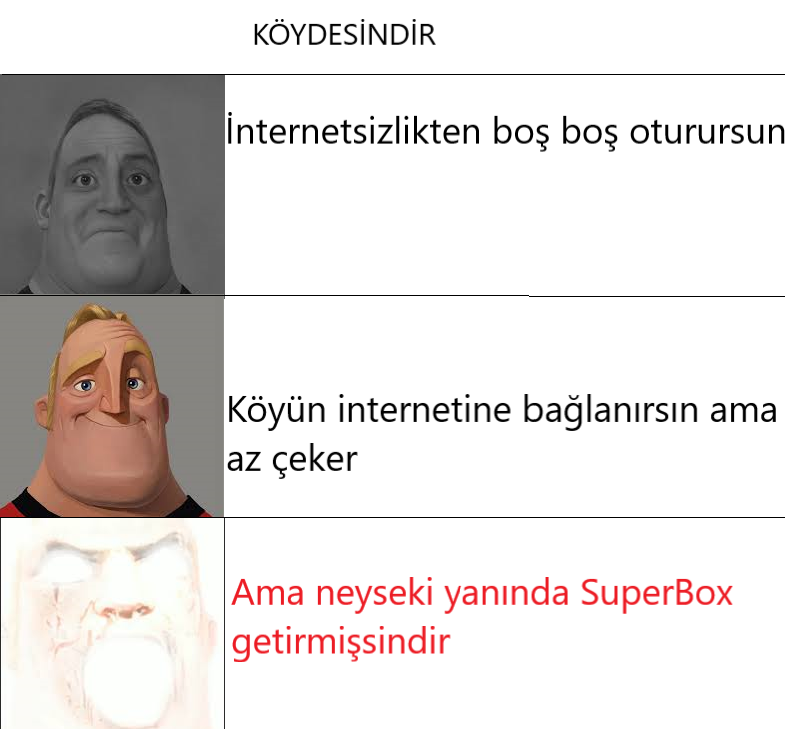 KÖYDESİNDİR
İnternetsizlikten boş boş oturursun
Köyün internetine bağlanırsın ama
az çeker
Ama neyseki yanında SuperBox
getirmişsindir